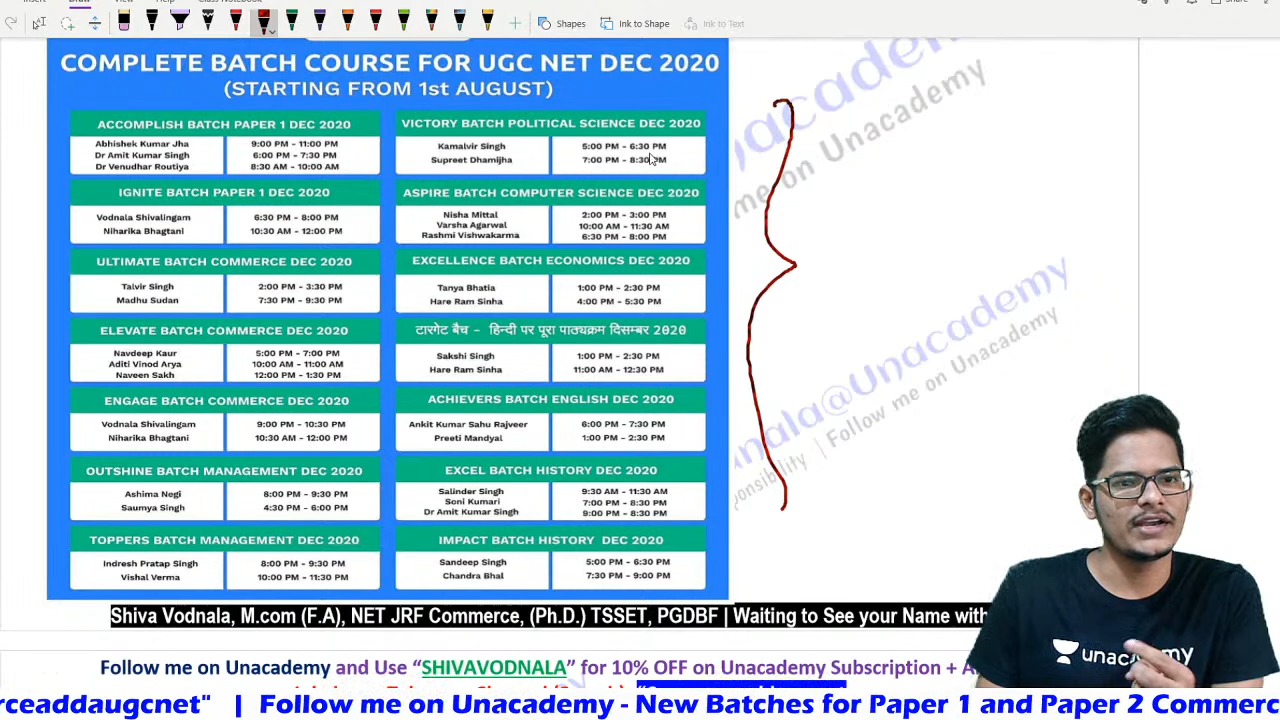 Shapes
Ink to Shape
Ink to Text
COMPLETE BATCH COURSE FOR UGC NET DEC 2020
(STARTING FROM 1st AUGUST)
ACCOMPLISH BATCH PAPER 1 DEC 2020
Abhishek Kumar Jha 9:00 PM - 11:00 PM
Dr Amit Kumar Singh 6:00 PM - 7:30 PM
Dr Venudhar Routiya 8:30 AM - 10:00 AM
IGNITE BATCH PAPER 1 DEC 2020
Vodnala Shivalingam 6:30 PM - 8:00 PM
Niharika Bhagtani 10:30 AM - 12:00 PM
ULTIMATE BATCH COMMERCE DEC 2020
Talvir Singh 2:00 PM - 3:30 PM
Madhu Sudan 7:30 PM - 9:30 PM
ELEVATE BATCH COMMERCE DEC 2020
Navdeep Kaur 5:00 PM - 7:00 PM
Aditi Vinod Arya 10:00 AM - 11:00 AM
Naveen Sakh 12:00 PM - 1:30 PM
ENGAGE BATCH COMMERCE DEC 2020
Vodnala Shivalingam 9:00 PM - 10:30 PM
Niharika Bhagtani 10:30 AM - 12:00 PM
OUTSHINE BATCH MANAGEMENT DEC 2020
Ashima Negi 8:00 PM - 9:30 PM
Saumya Singh 4:30 PM - 6:00 PM
TOPPERS BATCH MANAGEMENT DEC 2020
Indresh Pratap Singh 8:00 PM - 9:30 PM
Vishal Verma 10:00 PM - 11:30 PM
VICTORY BATCH POLITICAL SCIENCE DEC 2020
Kamalvir Singh 5:00 PM - 6:30 PM
Supreet Dhamijha 7:00 PM - 8:30 PM
ASPIRE BATCH COMPUTER SCIENCE DEC 2020
Nisha Mittal 2:00 PM - 3:00 PM
Varsha Agarwal 10:00 AM - 11:30 AM
Rashmi Vishwakarma 6:30 PM - 8:00 PM
EXCELLENCE BATCH ECONOMICS DEC 2020
Tanya Bhatia 1:00 PM - 2:30 PM
Hare Ram Sinha 4:00 PM - 5:30 PM
टारगेट बैच - हिन्दी पर पूरा पाठ्यक्रम दिसम्बर 2020
Sakshi Singh 1:00 PM - 2:30 PM
Hare Ram Sinha 11:00 AM - 12:30 PM
ACHIEVERS BATCH ENGLISH DEC 2020
Ankit Kumar Sahu Rajveer 6:00 PM - 7:30 PM
Preeti Mandyal 1:00 PM - 2:30 PM
EXCEL BATCH HISTORY DEC 2020
Salinder Singh 9:30 AM - 11:30 AM
Soni Kumari 7:00 PM - 8:30 PM
Dr Amit Kumar Singh 9:00 PM - 8:30 PM
IMPACT BATCH HISTORY DEC 2020
Sandeep Singh 5:00 PM - 6:30 PM
Chandra Bhal 7:30 PM - 9:00 PM
me on Unacademy
@Unacademy
| Follow me on Unacademy
unacademy
Shiva Vodnala, M.com (F.A), NET JRF Commerce, (Ph.D.) TSSET, PGDBF | Waiting to See your Name with
Follow me on Unacademy and Use “SHIVAVODNALA” for 10% OFF on Unacademy Subscription + A
rceaddaugcnet" | Follow me on Unacademy - New Batches for Paper 1 and Paper 2 Commerc